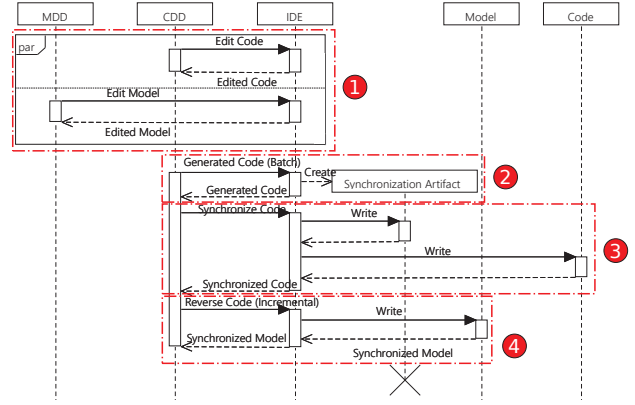 MDD
CDD
IDE
Model
Code
par
Edit Code
Edited Code
1
Edit Model
Edited Model
Generated Code (Batch)
Create
2
Synchronization Artifact
Generated Code
Synchronize Code
Write
Write
3
Synchronized Code
Reverse Code (Incremental)
Write
Synchronized Model
4
Synchronized Model